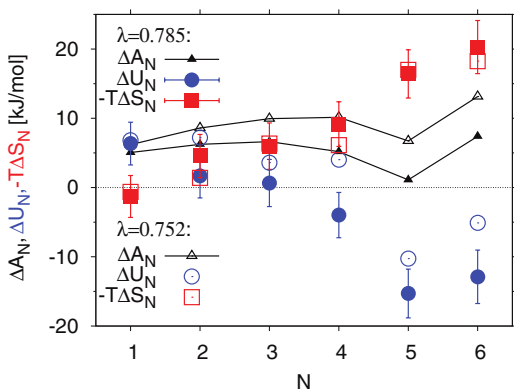 20
10
0
-10
-20
ΔA_N, ΔU_N, -TΔS_N [kJ/mol]
λ=0.785:
ΔA_N
ΔU_N
-TΔS_N
λ=0.752:
ΔA_N
ΔU_N
-TΔS_N
1 2 3 4 5 6
N